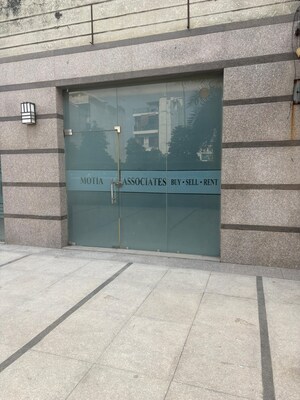 MOTIA ASSOCIATES BUY • SELL • RENT